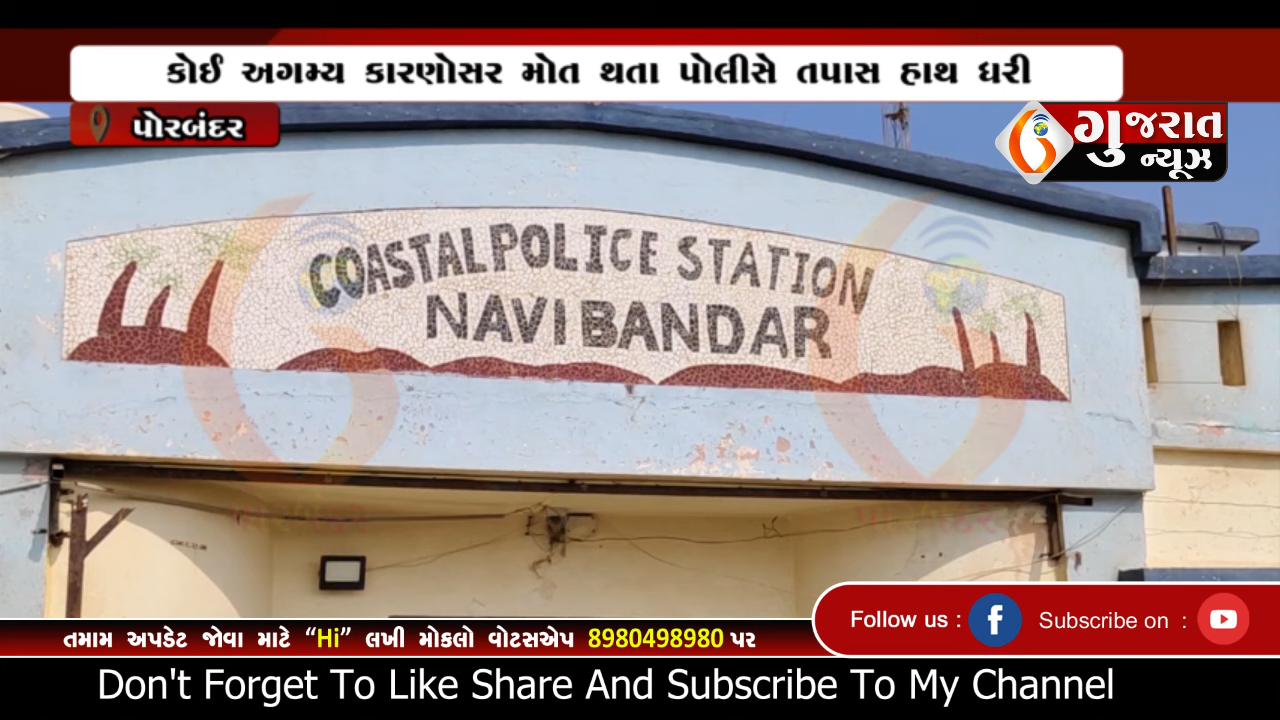 કોઈ અગમ્ય કારણોસર મોત થતા પોલીસે તપાસ હાથ ધરી
પોરબંદર
ગુજરાત
ન્યૂઝ
COASTAL POLICE STATION
NAVI BANDAR
Follow us :
Subscribe on :
તમામ અપડેટ જોવા માટે “Hi” લખી મોકલો વોટસએપ 8980498980 પર
Don't Forget To Like Share And Subscribe To My Channel